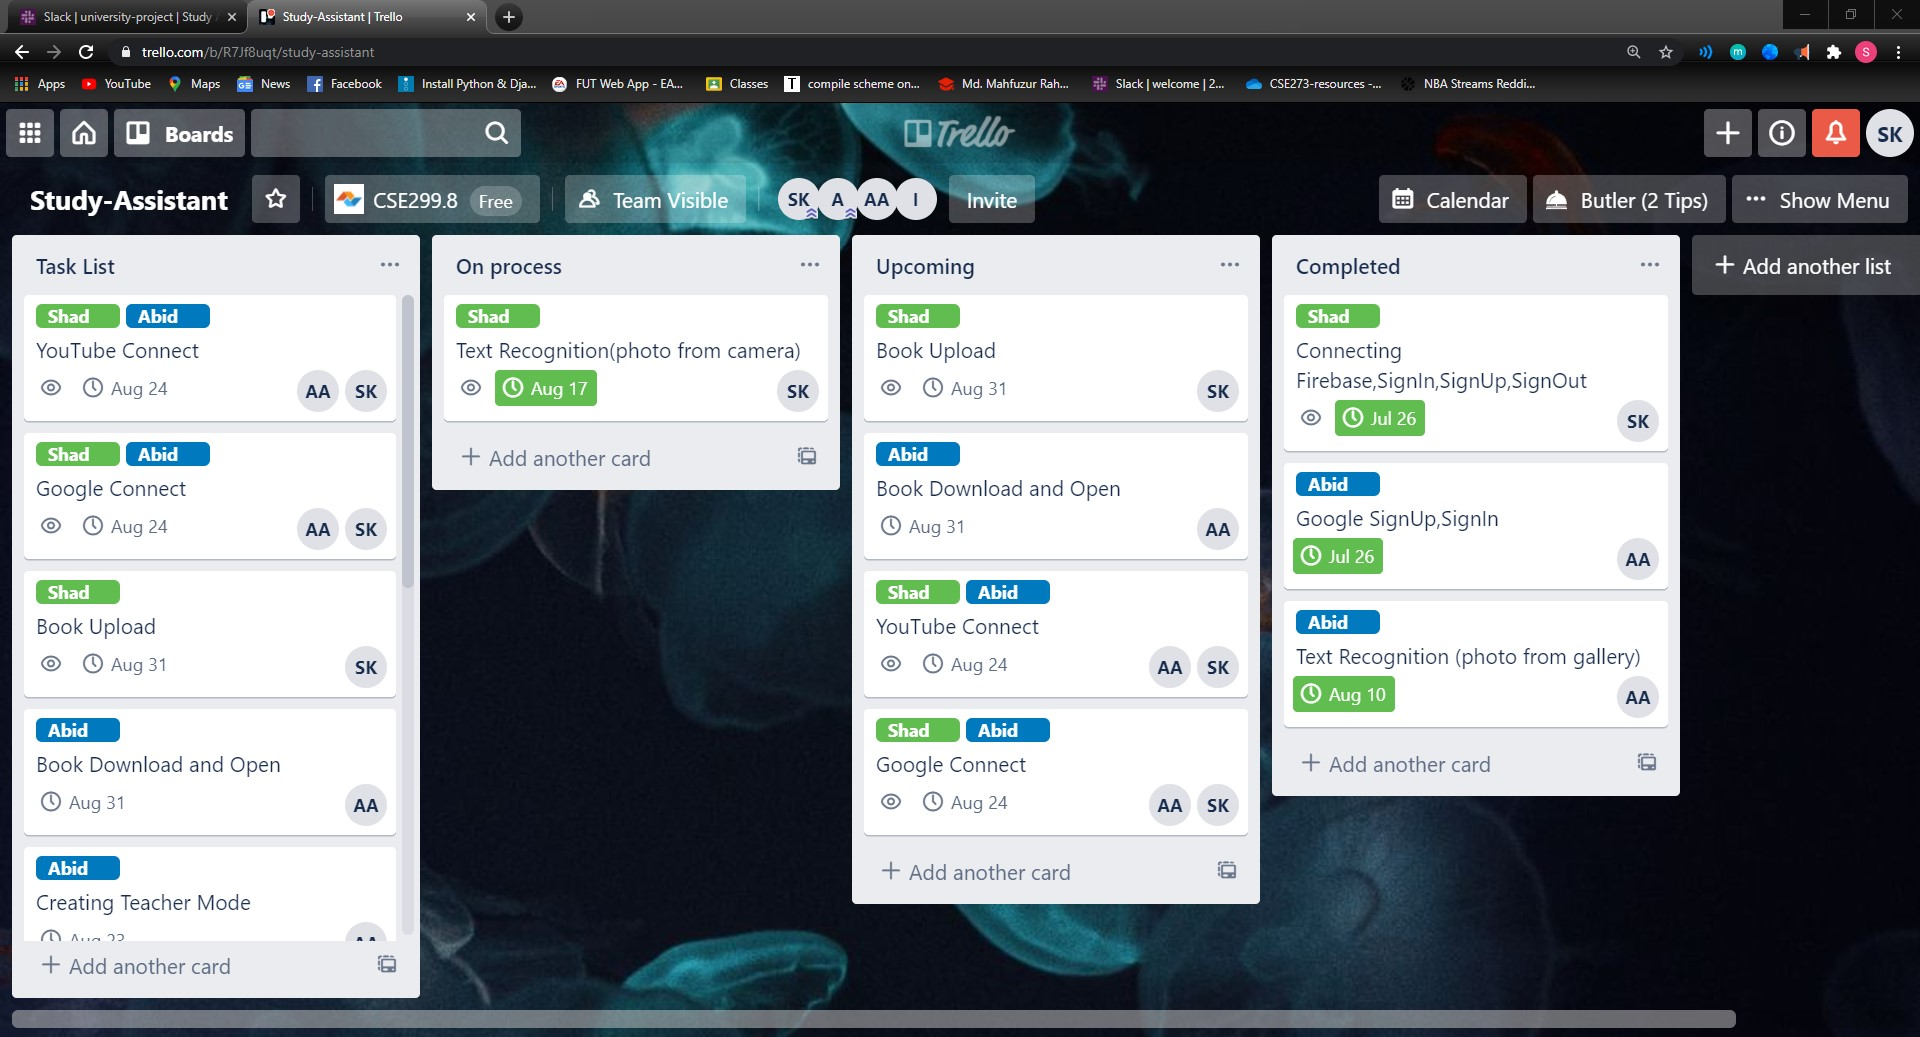 Slack | university-project | Study
Study-Assistant | Trello
trello.com/b/R7Jf8uqt/study-assistant
S
Apps
YouTube
Maps
News
Facebook
Install Python & Dja...
FUT Web App - EA...
Classes
compile scheme on...
Md. Mahfuzur Rah...
Slack | welcome | 2...
CSE273-resources -...
NBA Streams Reddi...
Boards
Trello
SK
Study-Assistant
CSE299.8 Free
Team Visible
SK A AA I
Invite
Calendar
Butler (2 Tips)
Show Menu
Task List
Shad Abid
YouTube Connect
Aug 24 AA SK
Shad Abid
Google Connect
Aug 24 AA SK
Shad
Book Upload
Aug 31 SK
Abid
Book Download and Open
Aug 31 AA
Abid
Creating Teacher Mode
Aug 23 AA
Add another card
On process
Shad
Text Recognition(photo from camera)
Aug 17 SK
Add another card
Upcoming
Shad
Book Upload
Aug 31 SK
Abid
Book Download and Open
Aug 31 AA
Shad Abid
YouTube Connect
Aug 24 AA SK
Shad Abid
Google Connect
Aug 24 AA SK
Add another card
Completed
Shad
Connecting
Firebase,SignIn,SignUp,SignOut
Jul 26 SK
Abid
Google SignUp,SignIn
Jul 26 AA
Abid
Text Recognition (photo from gallery)
Aug 10 AA
Add another card
Add another list